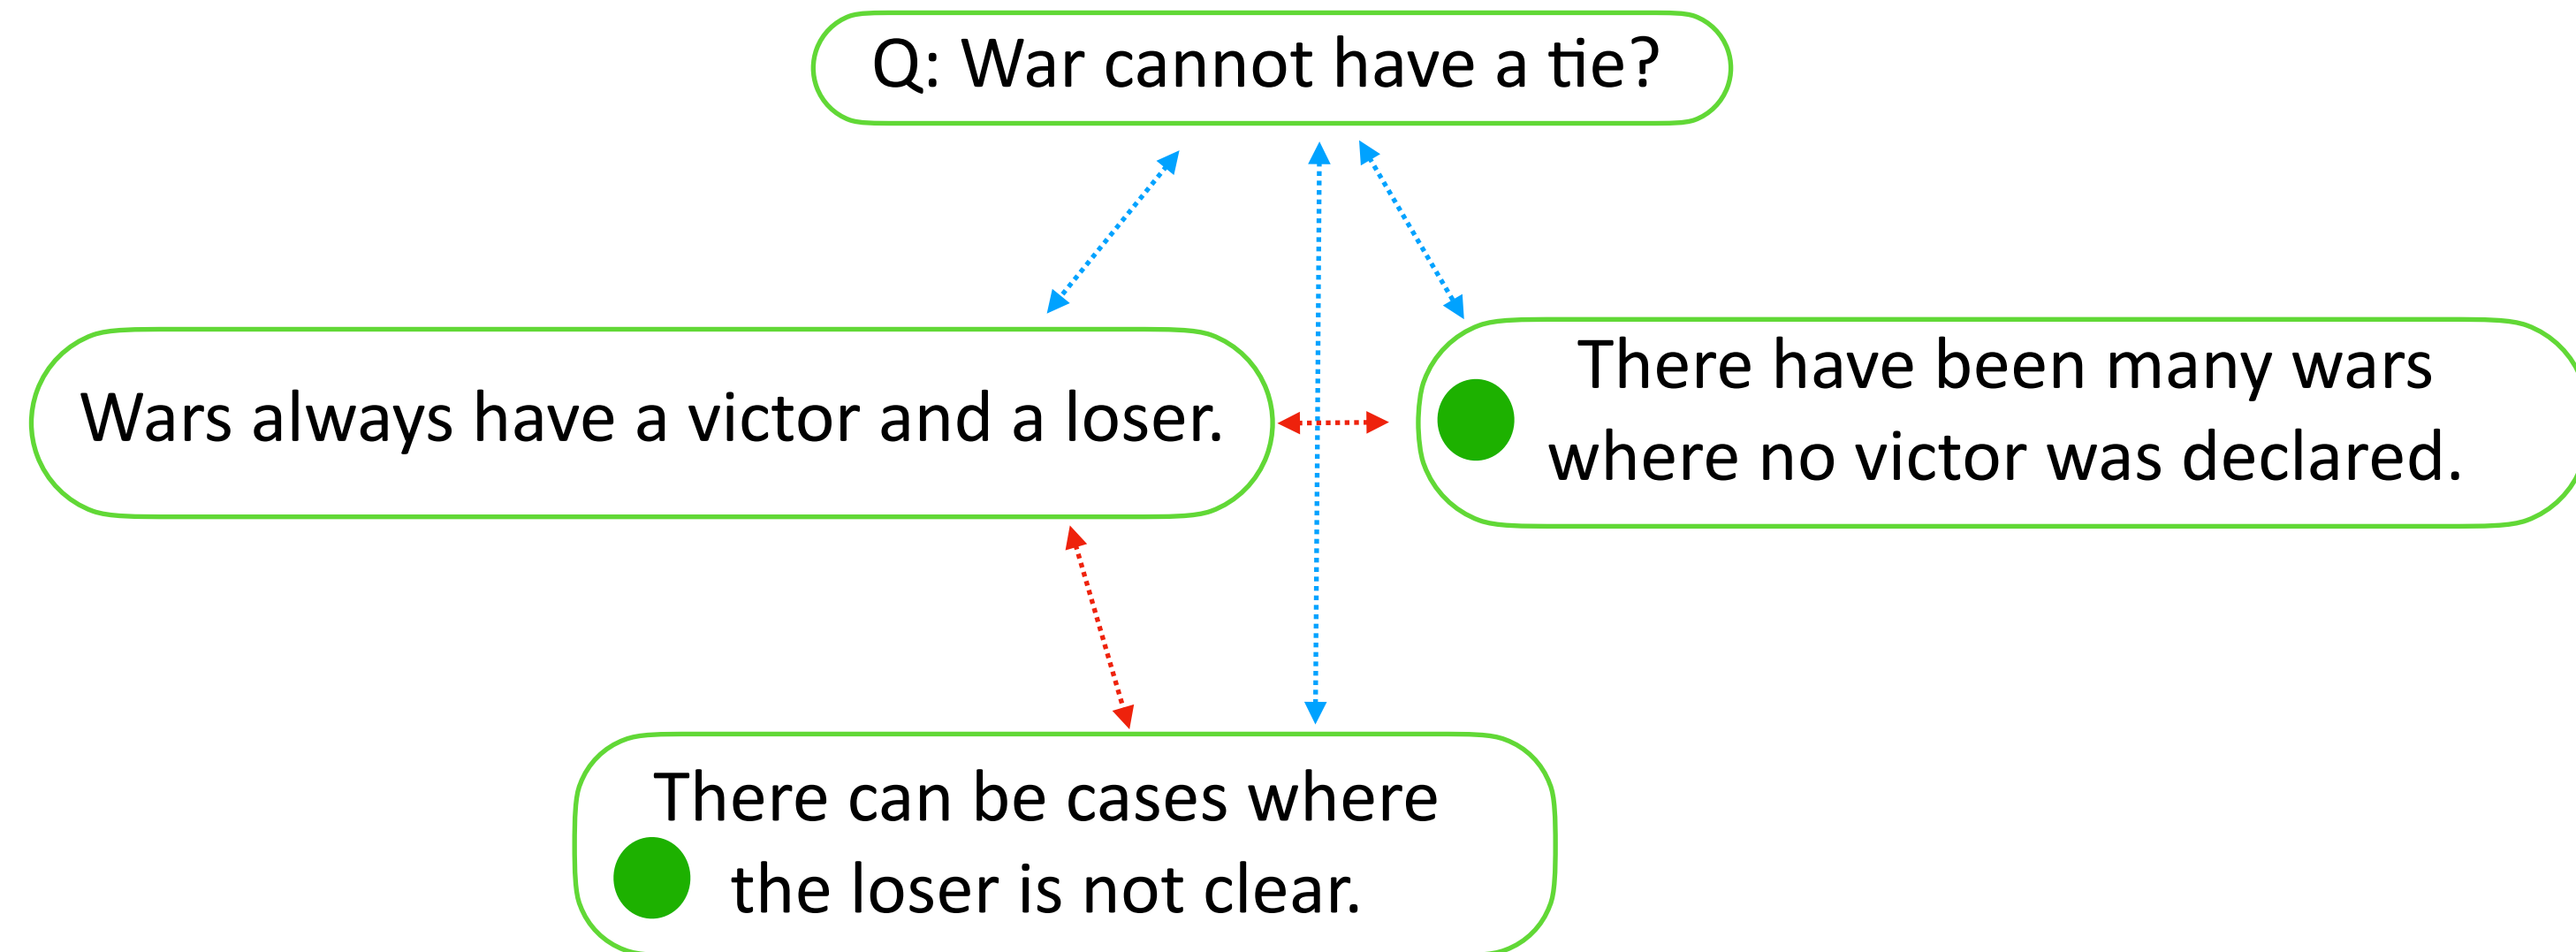 Q: War cannot have a tie?
Wars always have a victor and a loser.
There have been many wars
where no victor was declared.
There can be cases where
the loser is not clear.